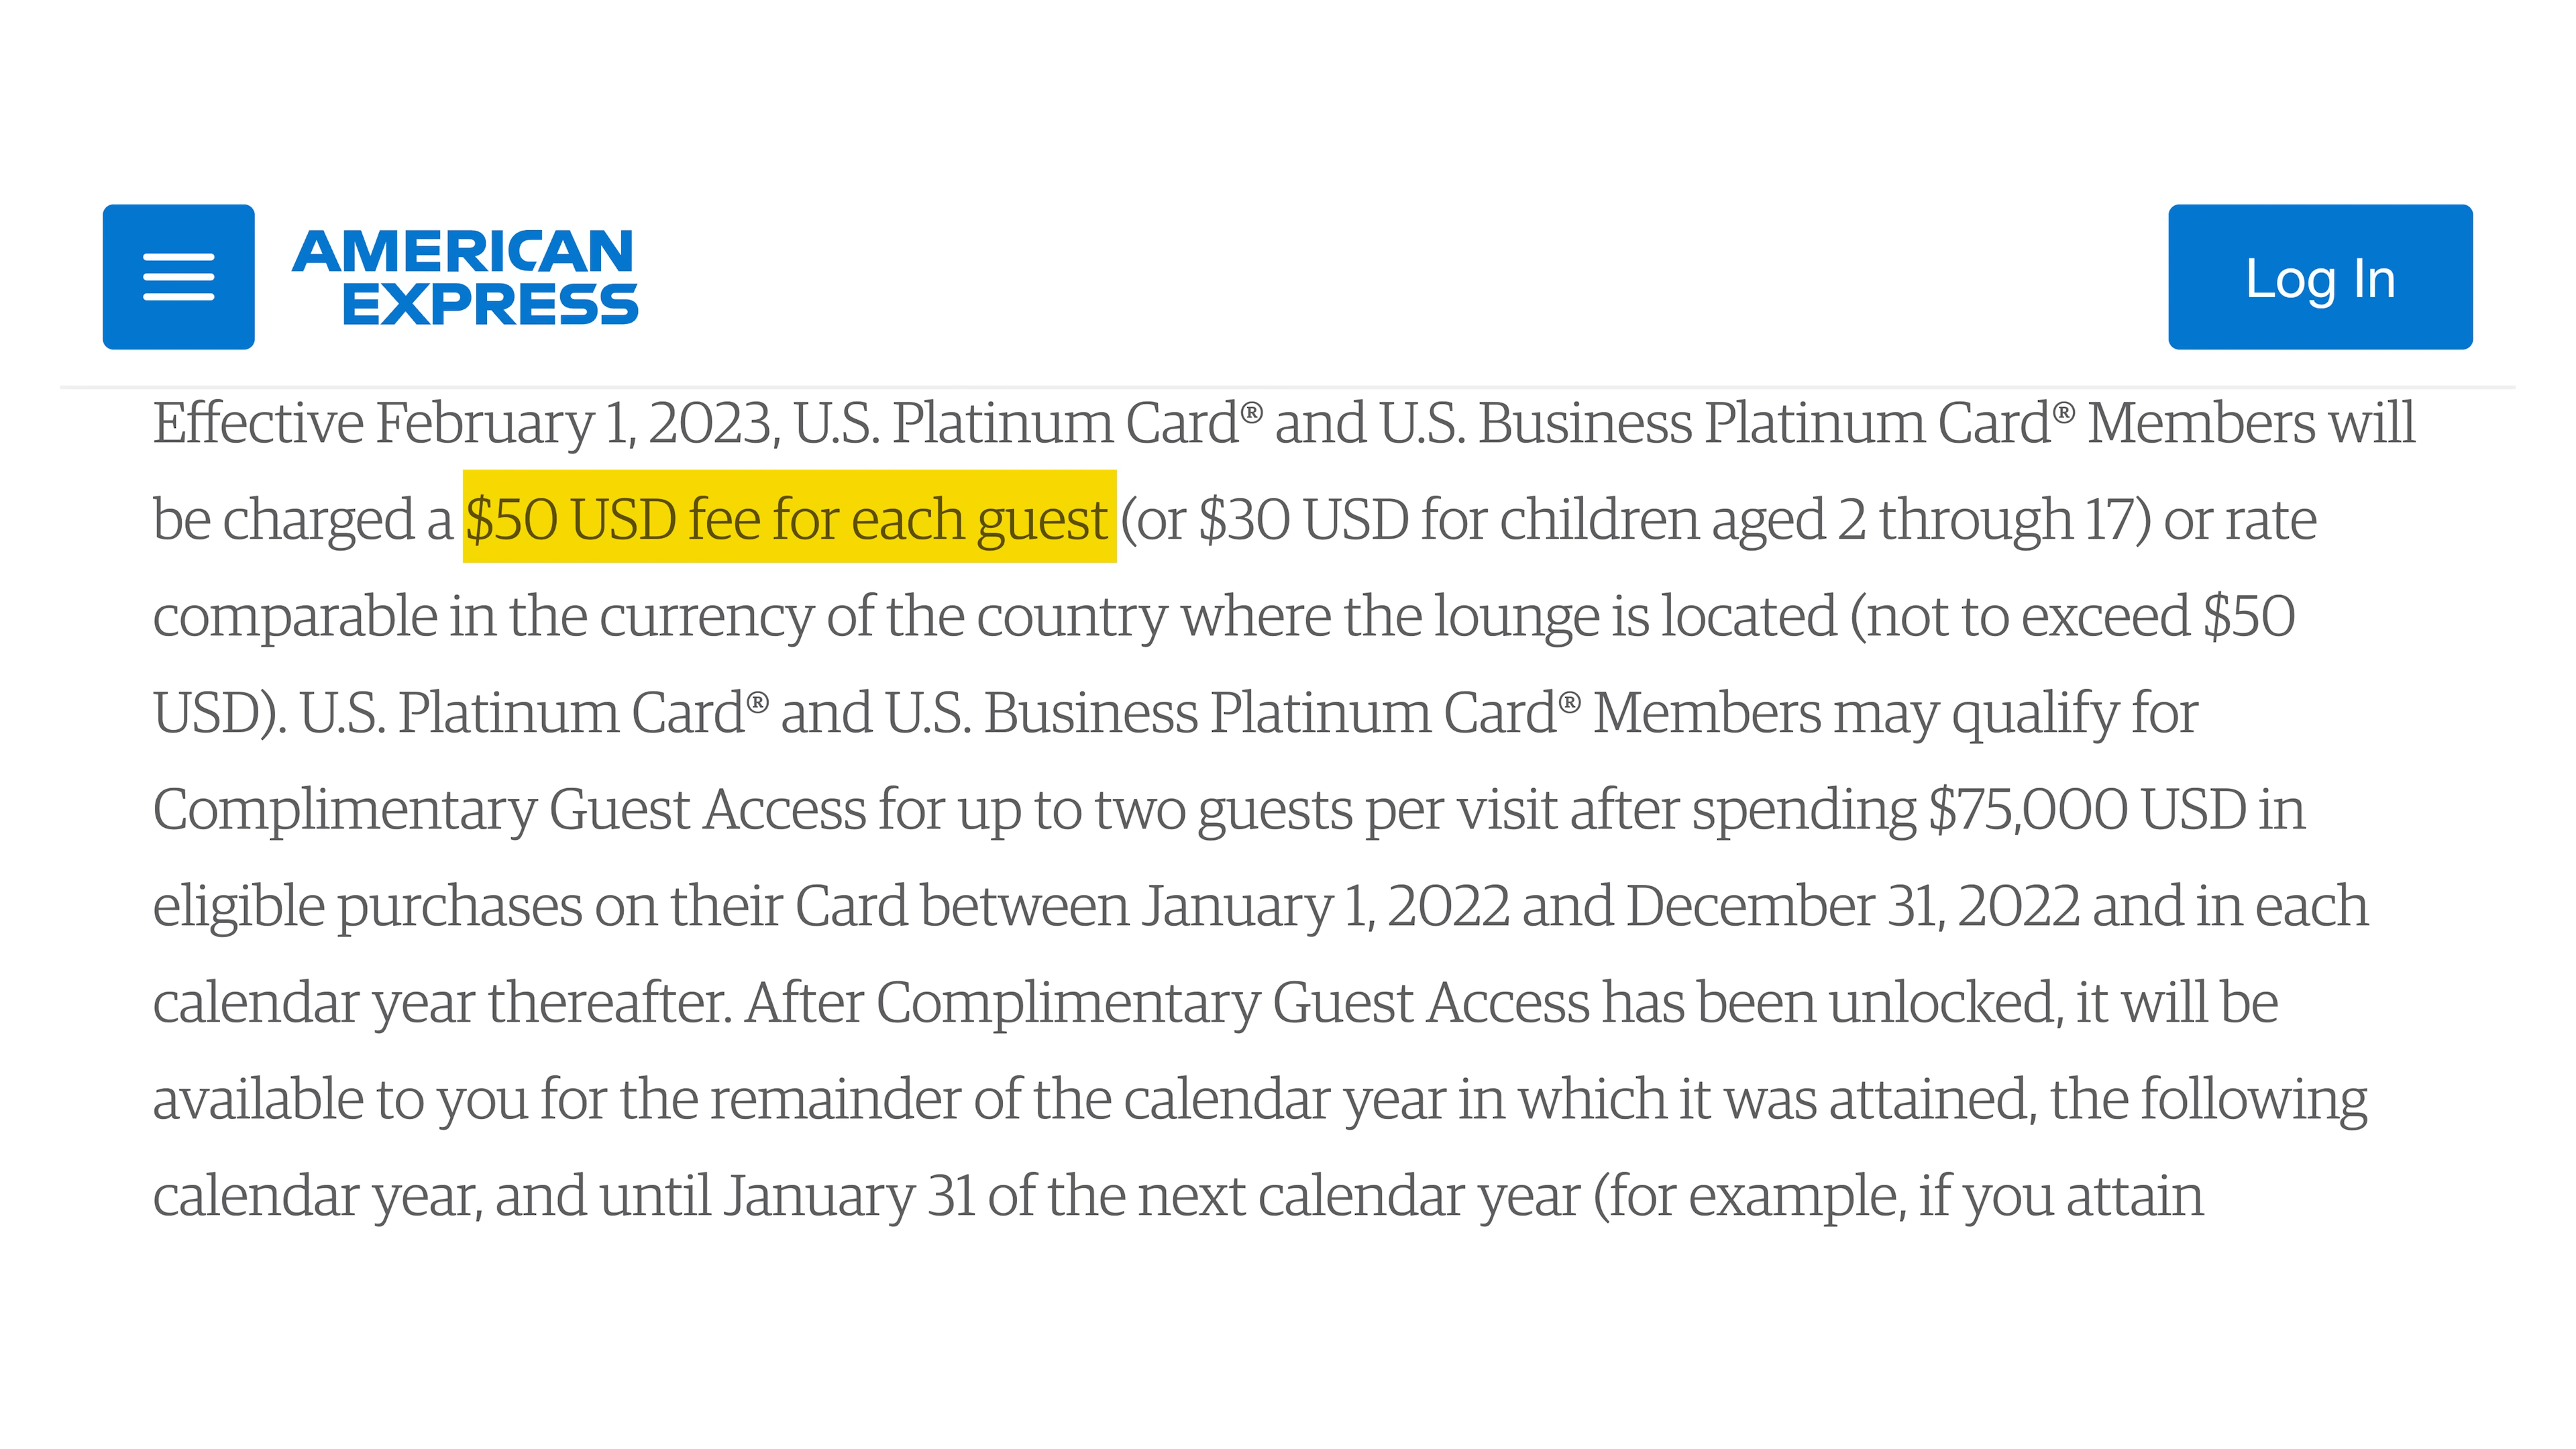 AMERICAN
EXPRESS
Log In
Effective February 1, 2023, U.S. Platinum Card® and U.S. Business Platinum Card® Members will
be charged a $50 USD fee for each guest (or $30 USD for children aged 2 through 17) or rate
comparable in the currency of the country where the lounge is located (not to exceed $50
USD). U.S. Platinum Card® and U.S. Business Platinum Card® Members may qualify for
Complimentary Guest Access for up to two guests per visit after spending $75,000 USD in
eligible purchases on their Card between January 1, 2022 and December 31, 2022 and in each
calendar year thereafter. After Complimentary Guest Access has been unlocked, it will be
available to you for the remainder of the calendar year in which it was attained, the following
calendar year, and until January 31 of the next calendar year (for example, if you attain